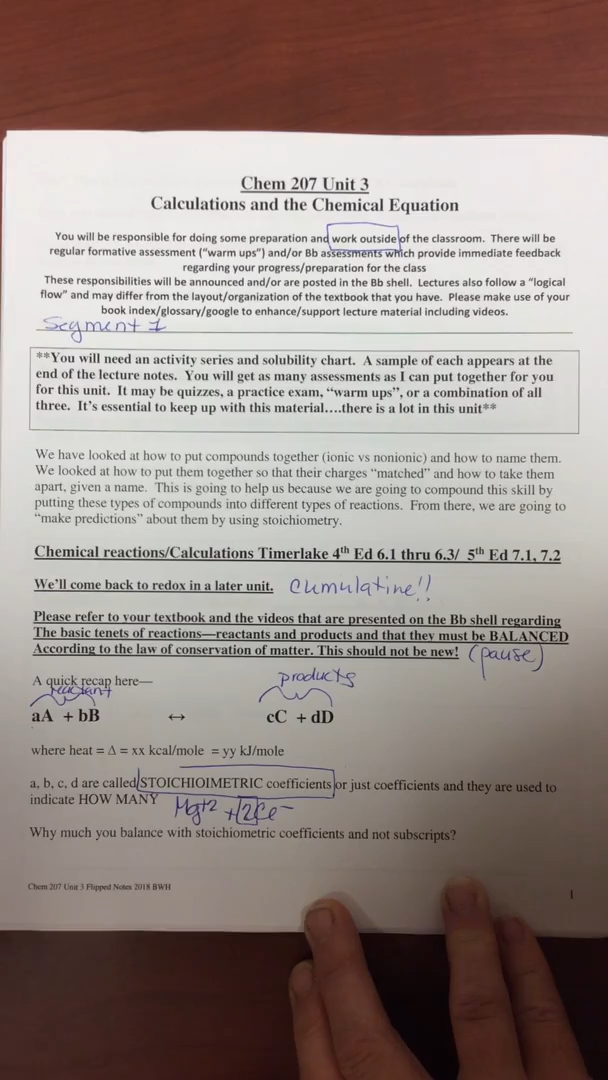 Chem 207 Unit 3
Calculations and the Chemical Equation
You will be responsible for doing some preparation and work outside of the classroom. There will be
regular formative assessment ("warm ups") and/or Bb assessments which provide immediate feedback
regarding your progress/preparation for the class
These responsibilities will be announced and/or are posted in the Bb shell. Lectures also follow a "logical
flow" and may differ from the layout/organization of the textbook that you have. Please make use of your
book index/glossary/google to enhance/support lecture material including videos.
Segment 1
**You will need an activity series and solubility chart. A sample of each appears at the
end of the lecture notes. You will get as many assessments as I can put together for you
for this unit. It may be quizzes, a practice exam, "warm ups", or a combination of all
three. It's essential to keep up with this material....there is a lot in this unit**
We have looked at how to put compounds together (ionic vs nonionic) and how to name them.
We looked at how to put them together so that their charges "matched" and how to take them
apart, given a name. This is going to help us because we are going to compound this skill by
putting these types of compounds into different types of reactions. From there, we are going to
"make predictions" about them by using stoichiometry.
Chemical reactions/Calculations Timerlake 4th Ed 6.1 thru 6.3/ 5th Ed 7.1, 7.2
We'll come back to redox in a later unit. Cumulative!!
Please refer to your textbook and the videos that are presented on the Bb shell regarding
The basic tenets of reactions—reactants and products and that they must be BALANCED
According to the law of conservation of matter. This should not be new! (pause)
A quick recap here—
reactant products
aA + bB ↔ cC + dD
where heat = Δ = xx kcal/mole = yy kJ/mole
a, b, c, d are called STOICHIOIMETRIC coefficients or just coefficients and they are used to
indicate HOW MANY
Mg+2 + 2Cl-
Why much you balance with stoichiometric coefficients and not subscripts?
Chem 207 Unit 3 Flipped Notes 2018 BWH
1